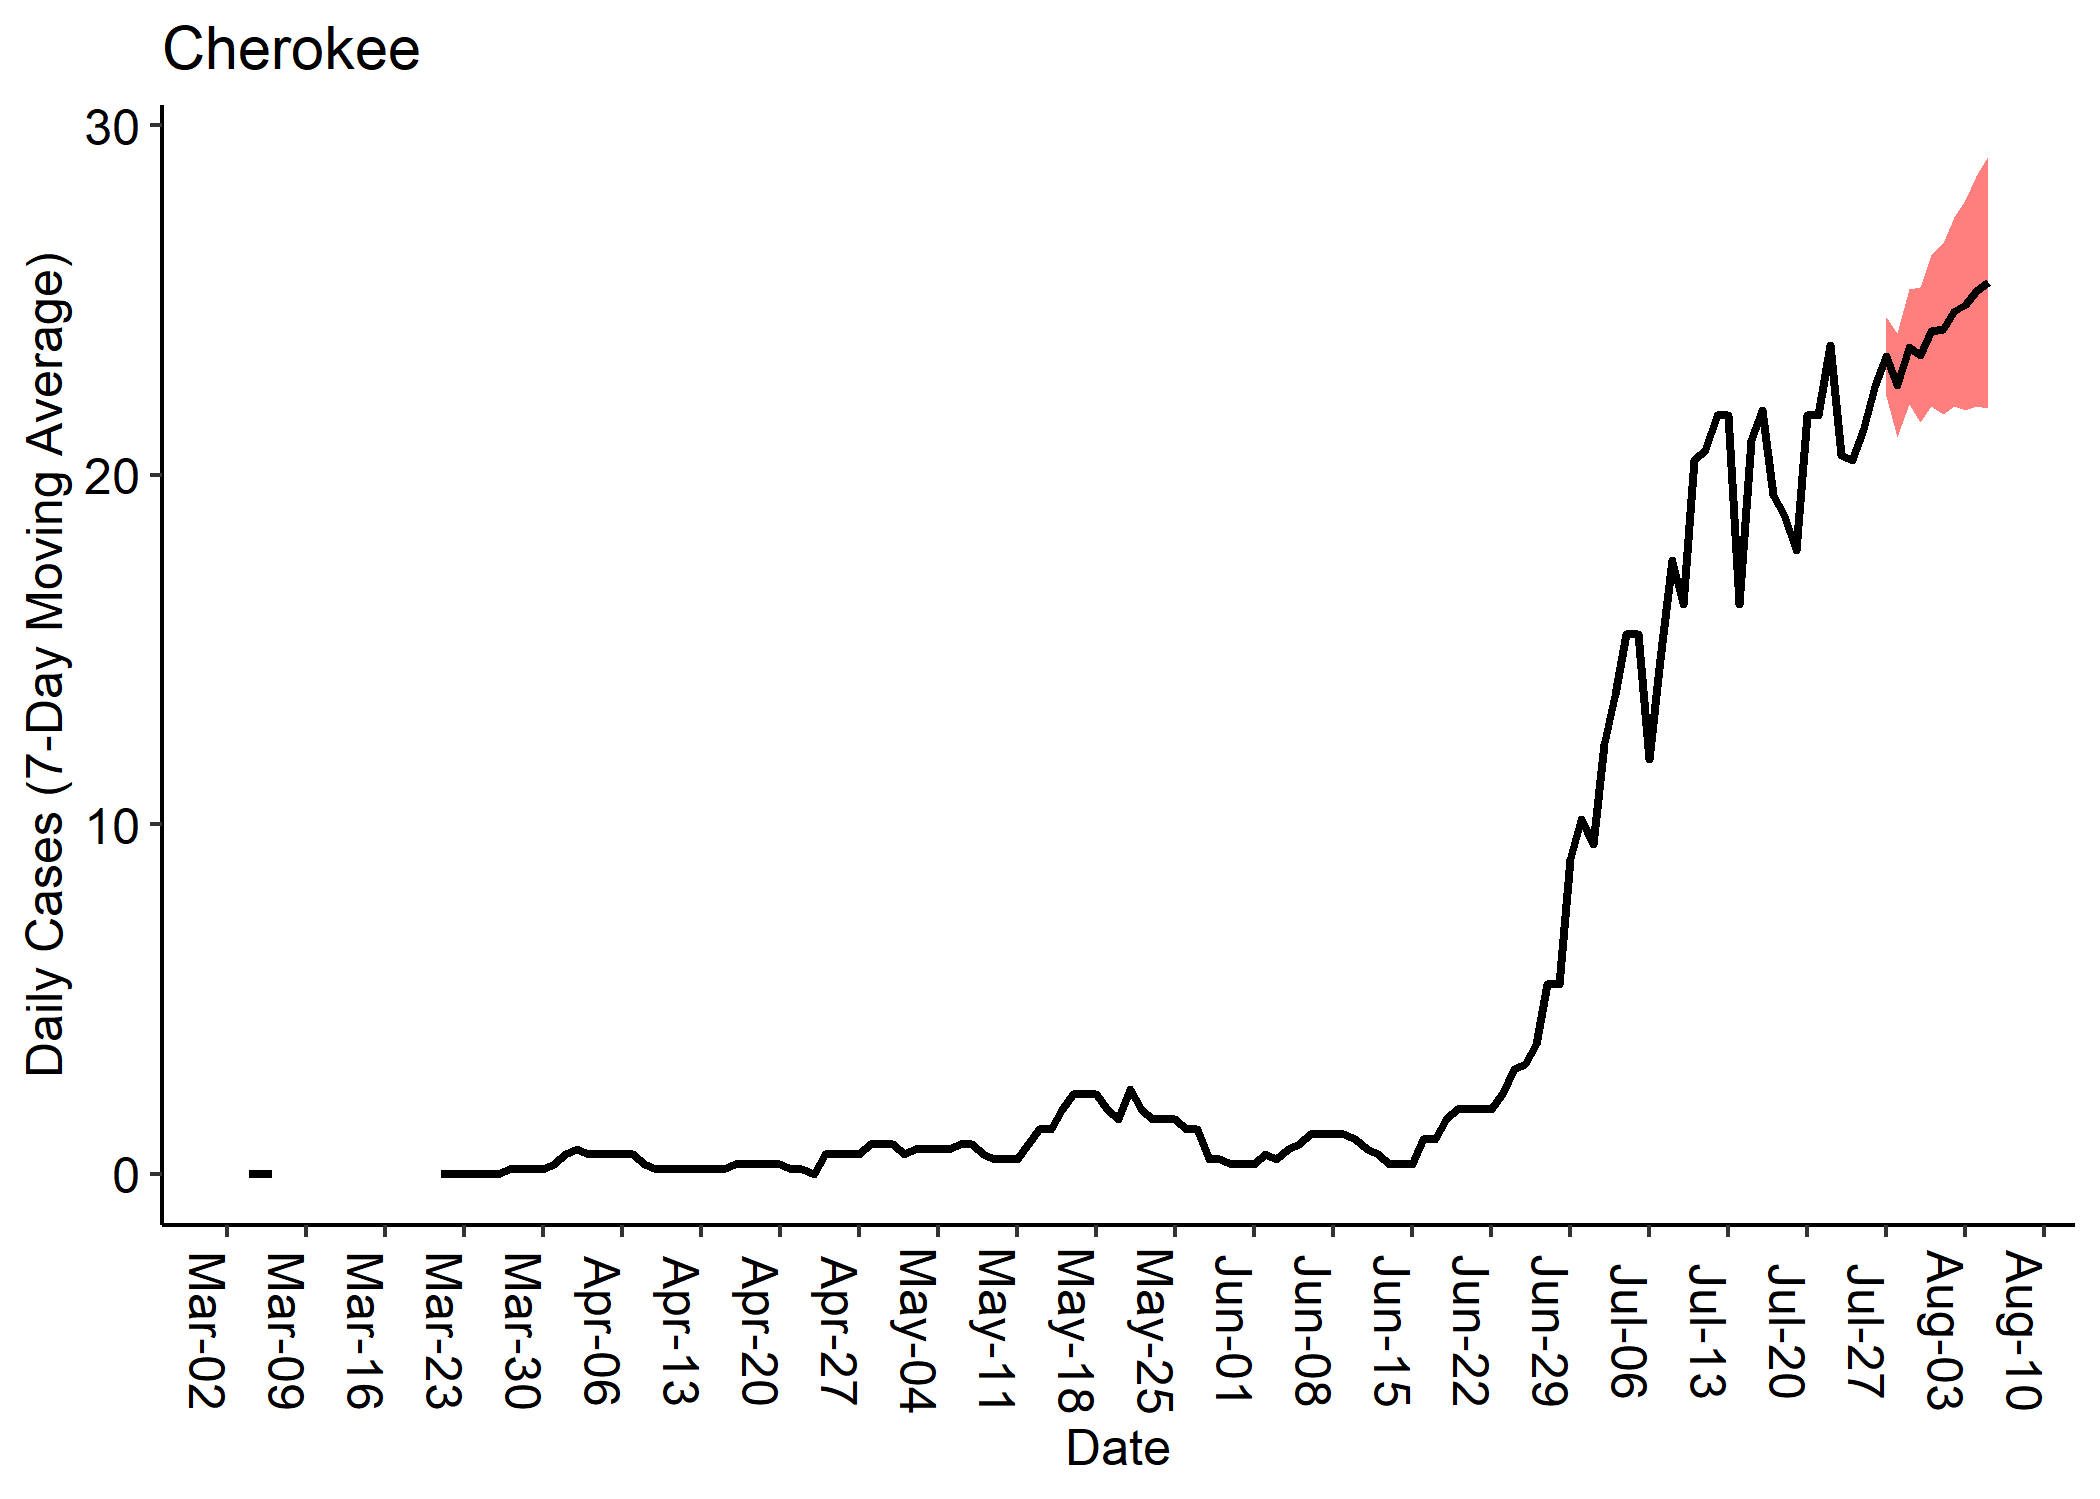 Cherokee
Daily Cases (7-Day Moving Average)
30
20
10
0
Mar-02
Mar-09
Mar-16
Mar-23
Mar-30
Apr-06
Apr-13
Apr-20
Apr-27
May-04
May-11
May-18
May-25
Jun-01
Jun-08
Jun-15
Jun-22
Jun-29
Jul-06
Jul-13
Jul-20
Jul-27
Aug-03
Aug-10
Date